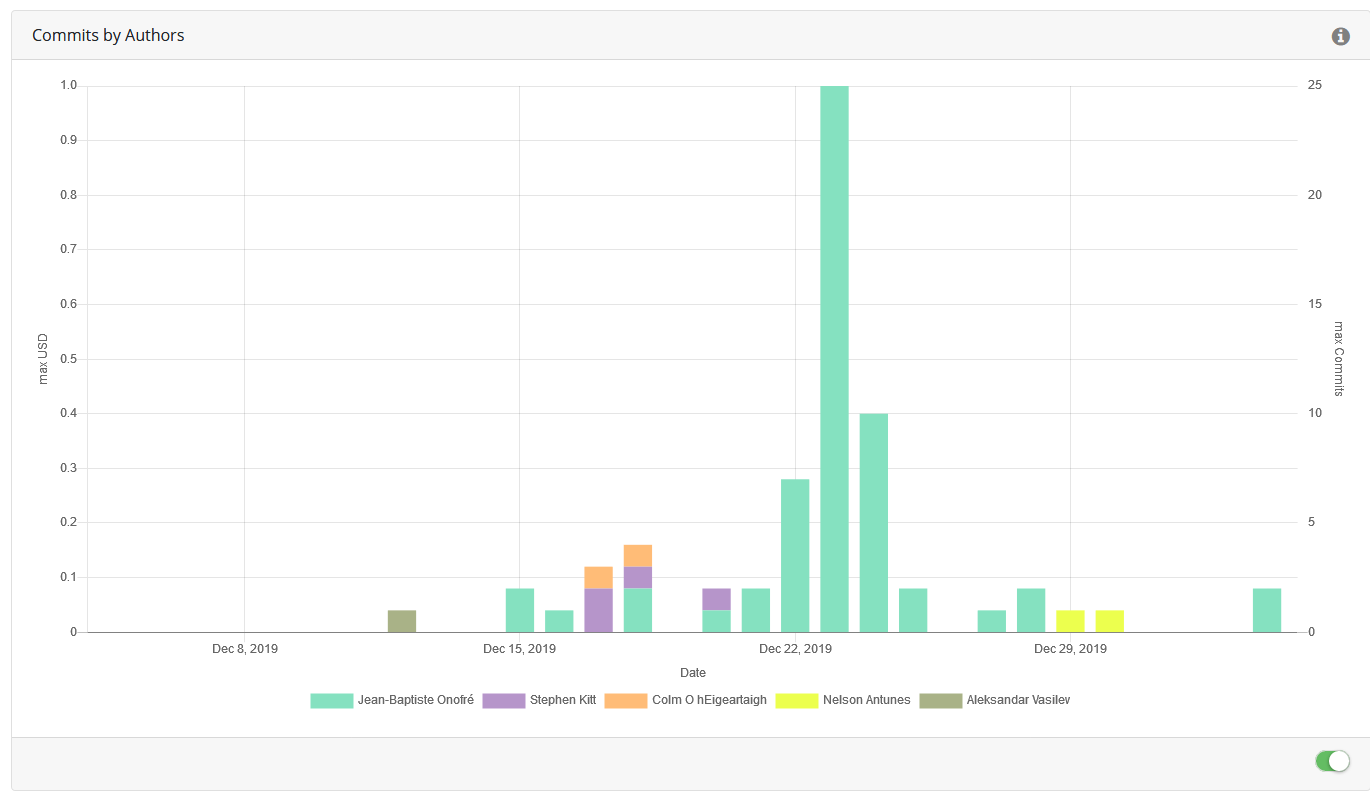 Commits by Authors
1.0
0.9
0.8
0.7
0.6
0.5
0.4
0.3
0.2
0.1
0
max USD
25
20
15
10
5
0
max Commits
Dec 8, 2019 Dec 15, 2019 Dec 22, 2019 Dec 29, 2019
Date
Jean-Baptiste Onofré Stephen Kitt Colm O hEigeartaigh Nelson Antunes Aleksandar Vasilev